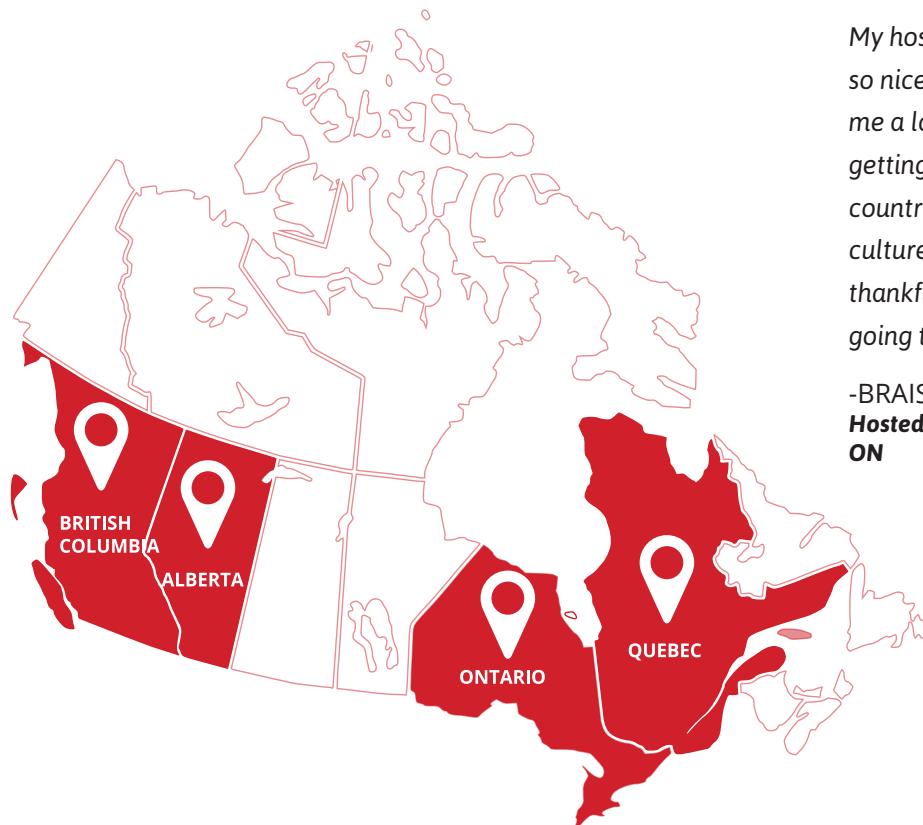 BRITISH
COLUMBIA
ALBERTA
ONTARIO
QUEBEC
My hos
so nice
me a lo
getting
countr
culture
thankf
going t
-BRAIS
Hosted
ON